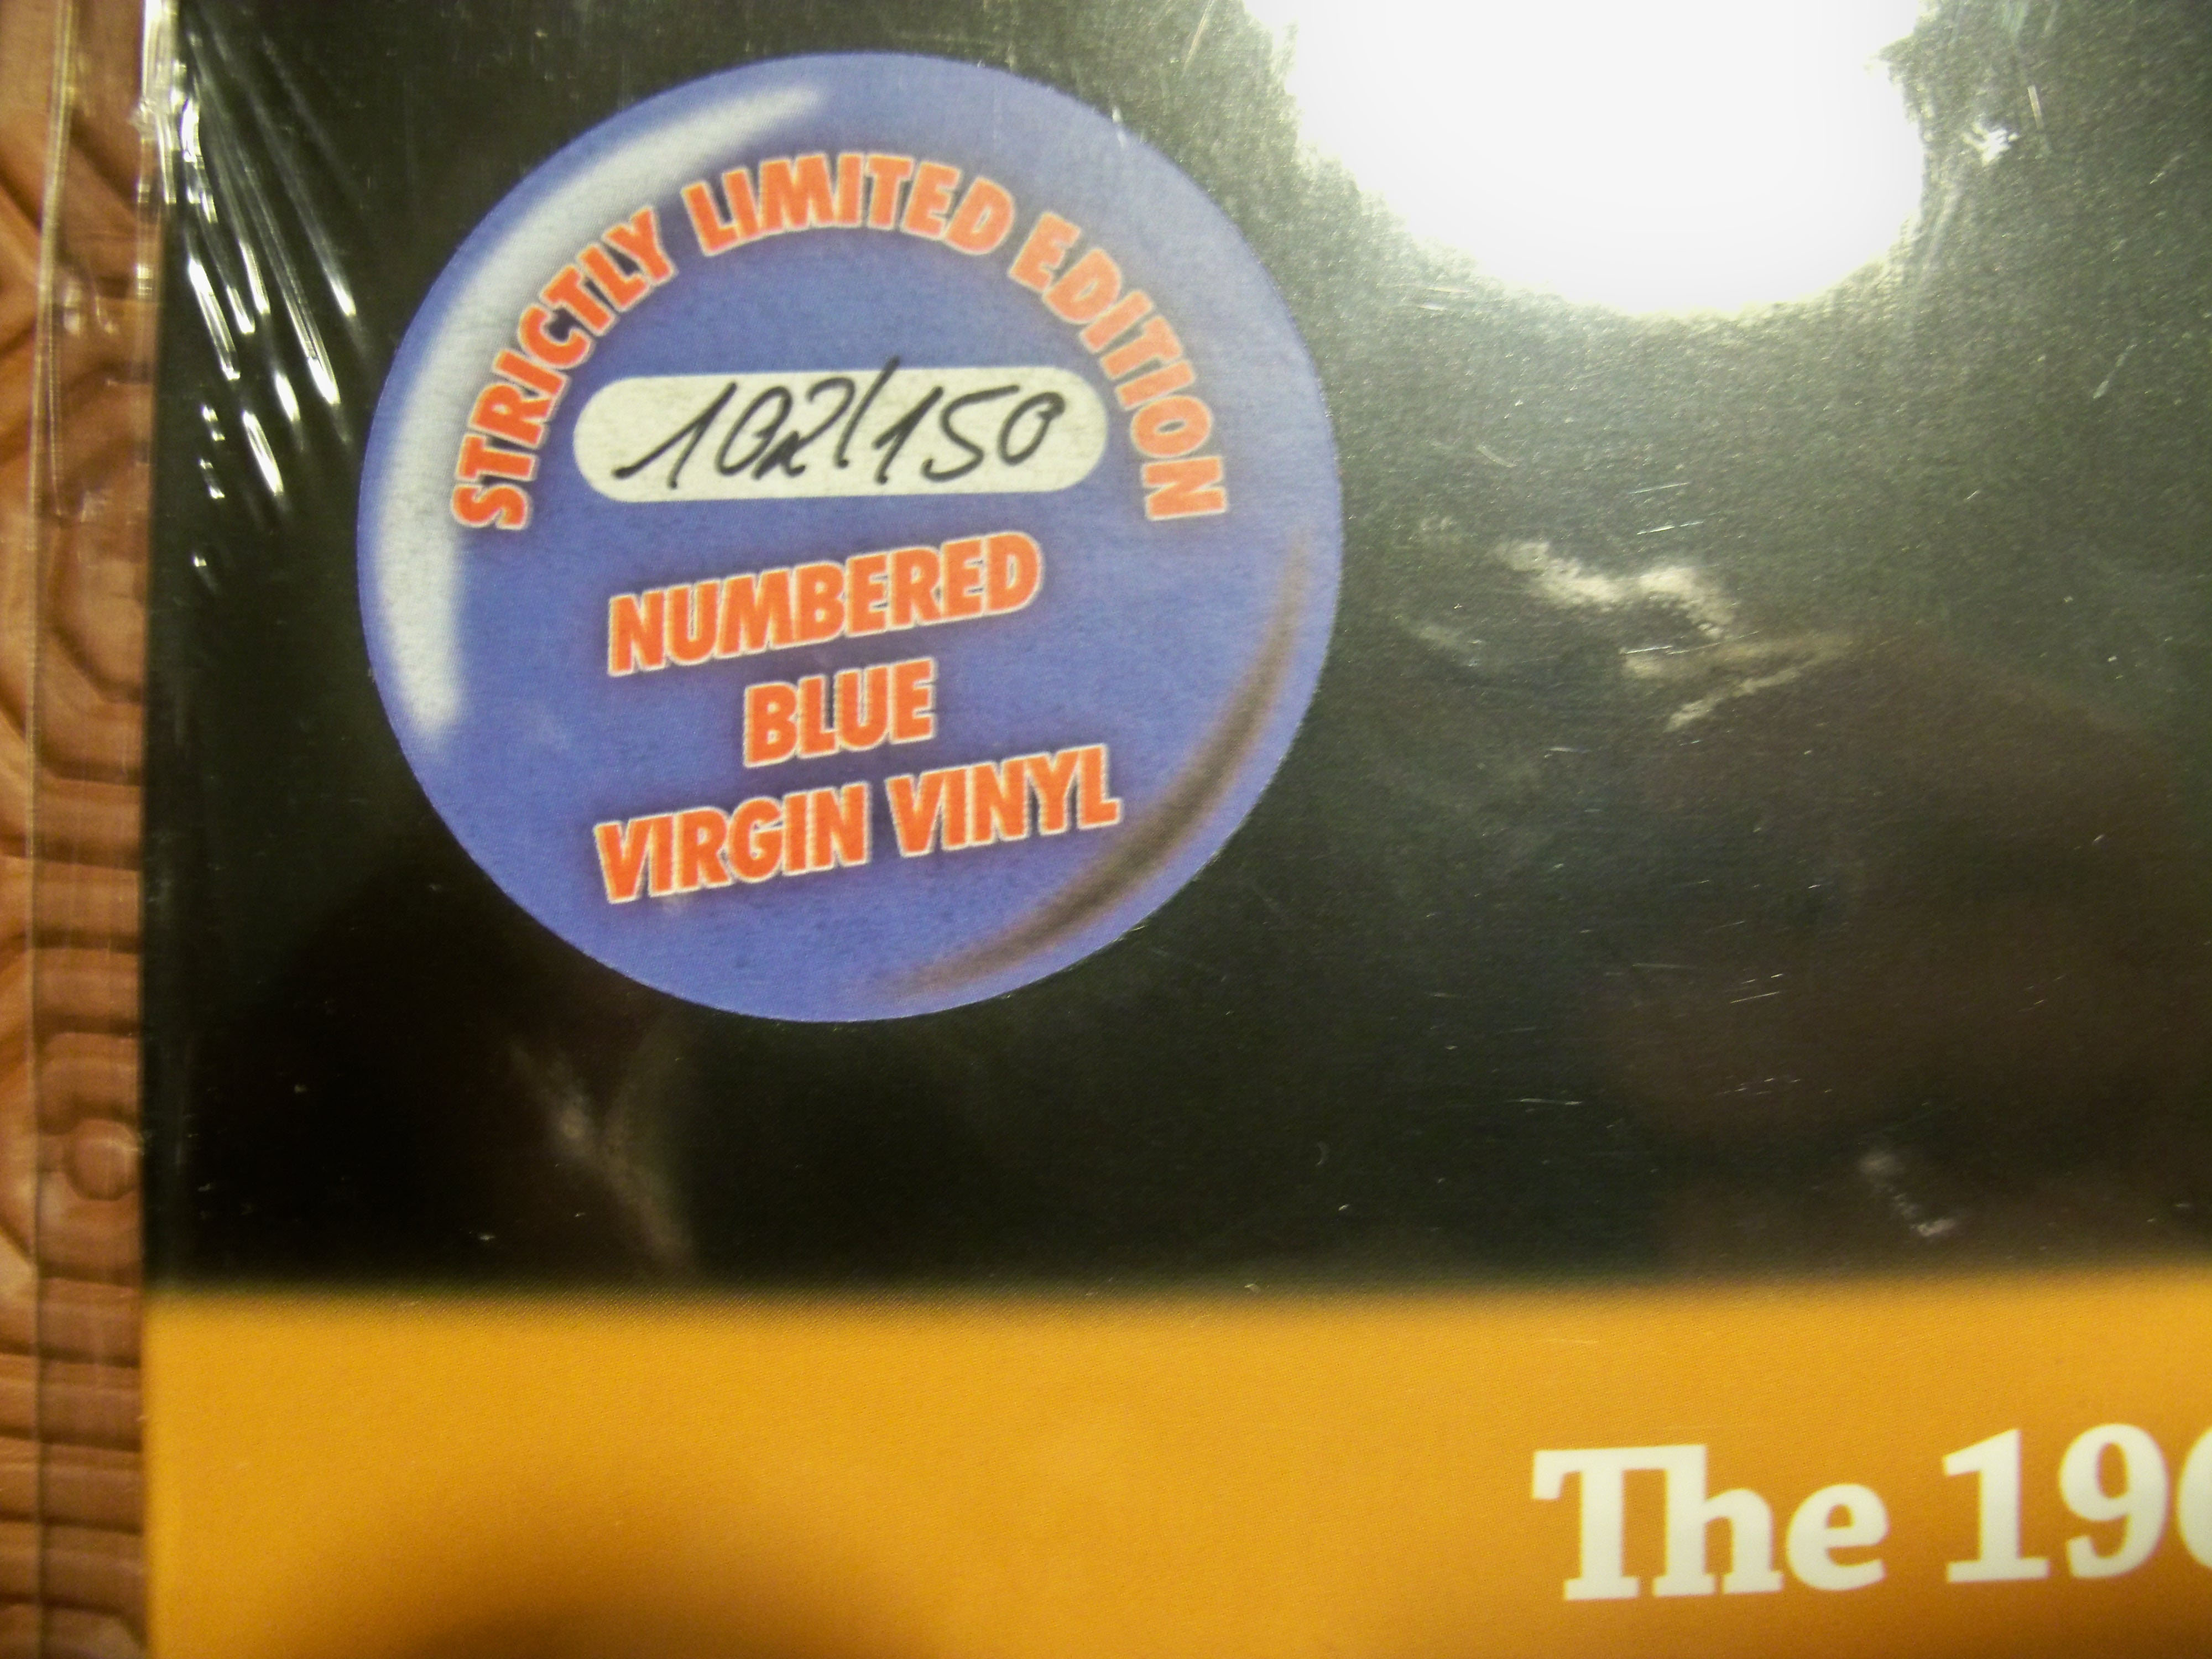 STRICTLY LIMITED EDITION
102/150
NUMBERED
BLUE
VIRGIN VINYL
The 19